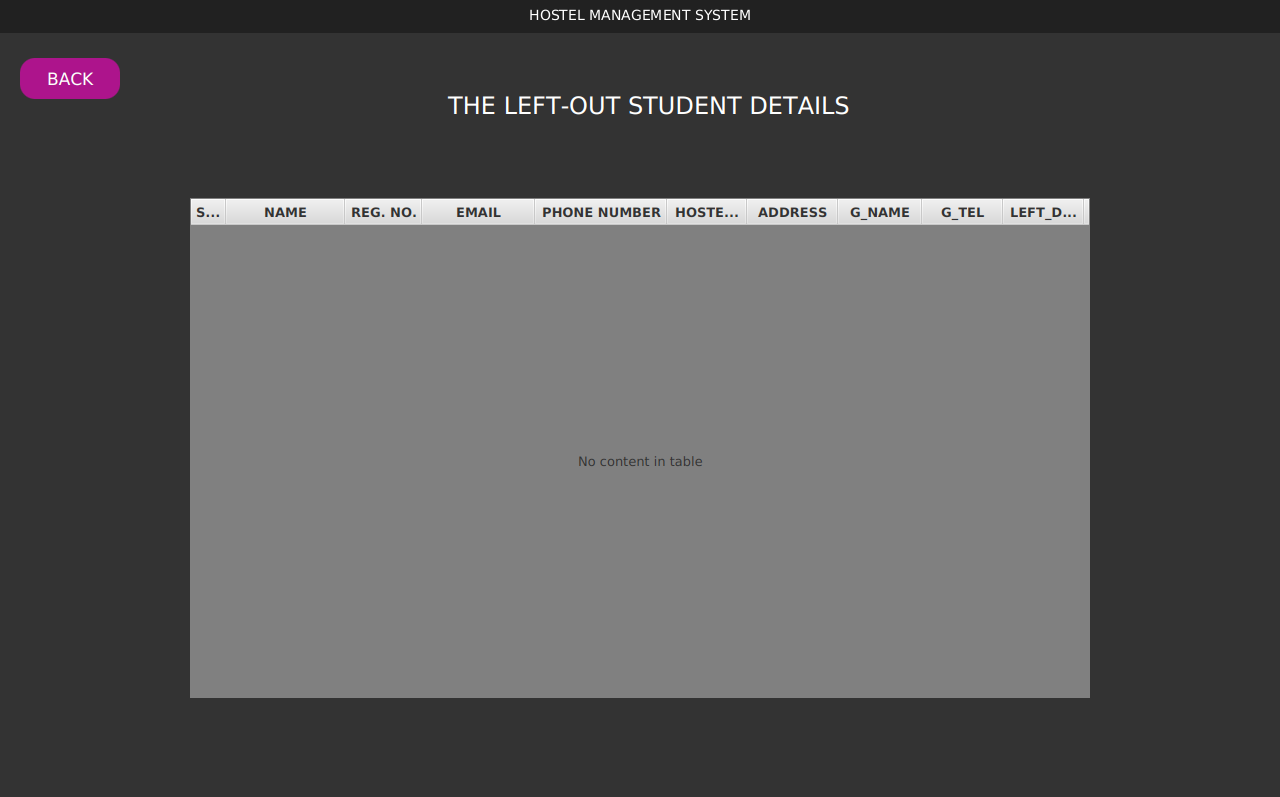 HOSTEL MANAGEMENT SYSTEM
BACK
THE LEFT-OUT STUDENT DETAILS
S... NAME REG. NO. EMAIL PHONE NUMBER HOSTE... ADDRESS G_NAME G_TEL LEFT_D...
No content in table